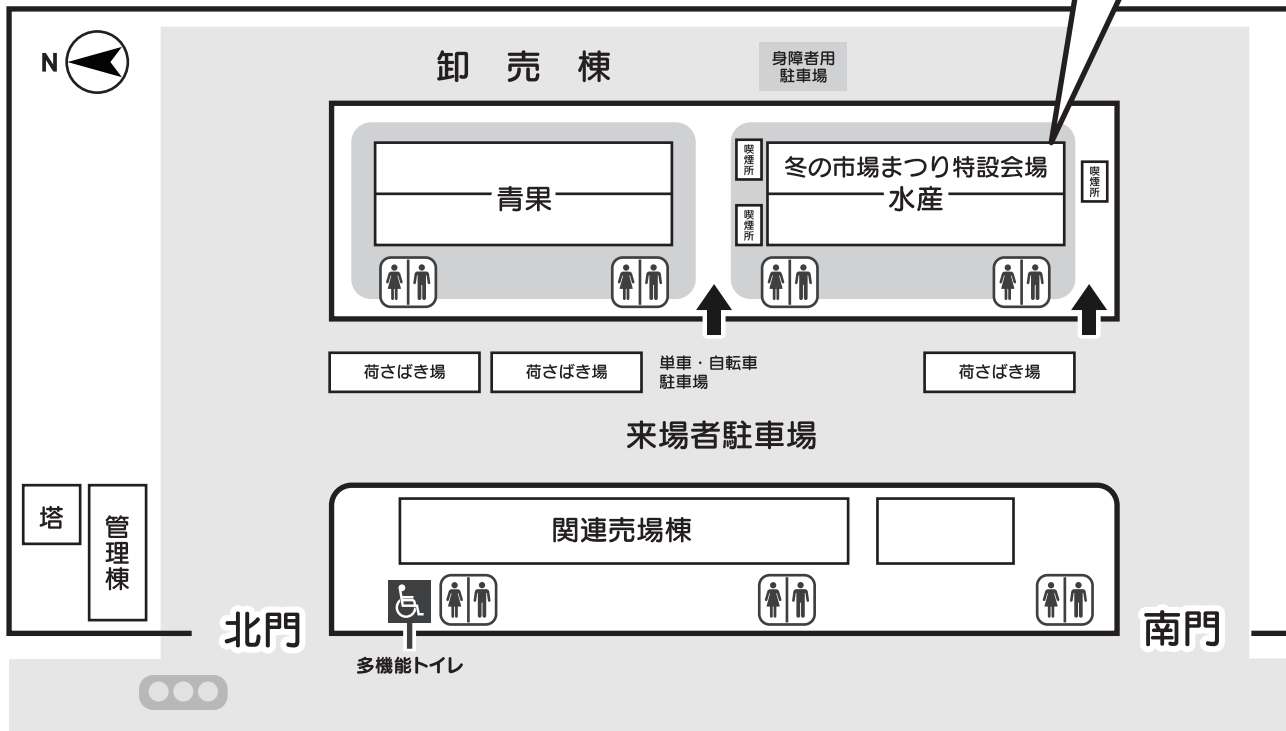 N
卸売棟
身障者用
駐車場
喫煙所
冬の市場まつり特設会場
喫煙所
青果
水産
喫煙所
荷さばき場
荷さばき場
単車・自転車
駐車場
荷さばき場
来場者駐車場
塔
管理棟
関連売場棟
北門
南門
多機能トイレ